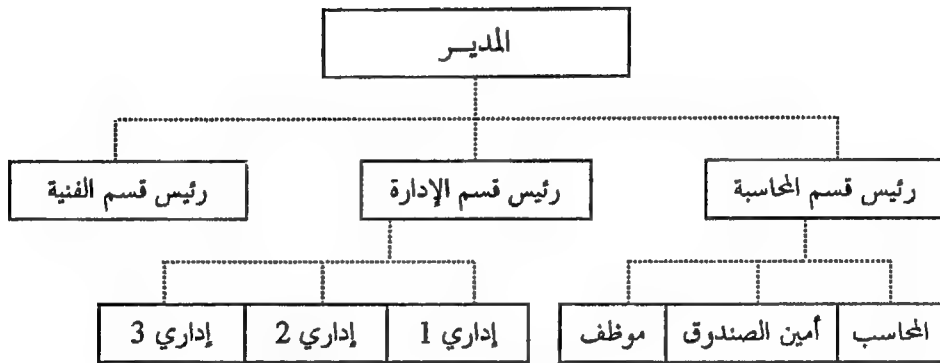 المديـر
رئيس قسم المحاسبة
رئيس قسم الإدارة
رئيس قسم الفنية
المحاسب
أمين الصندوق
موظف
إداري 1
إداري 2
إداري 3